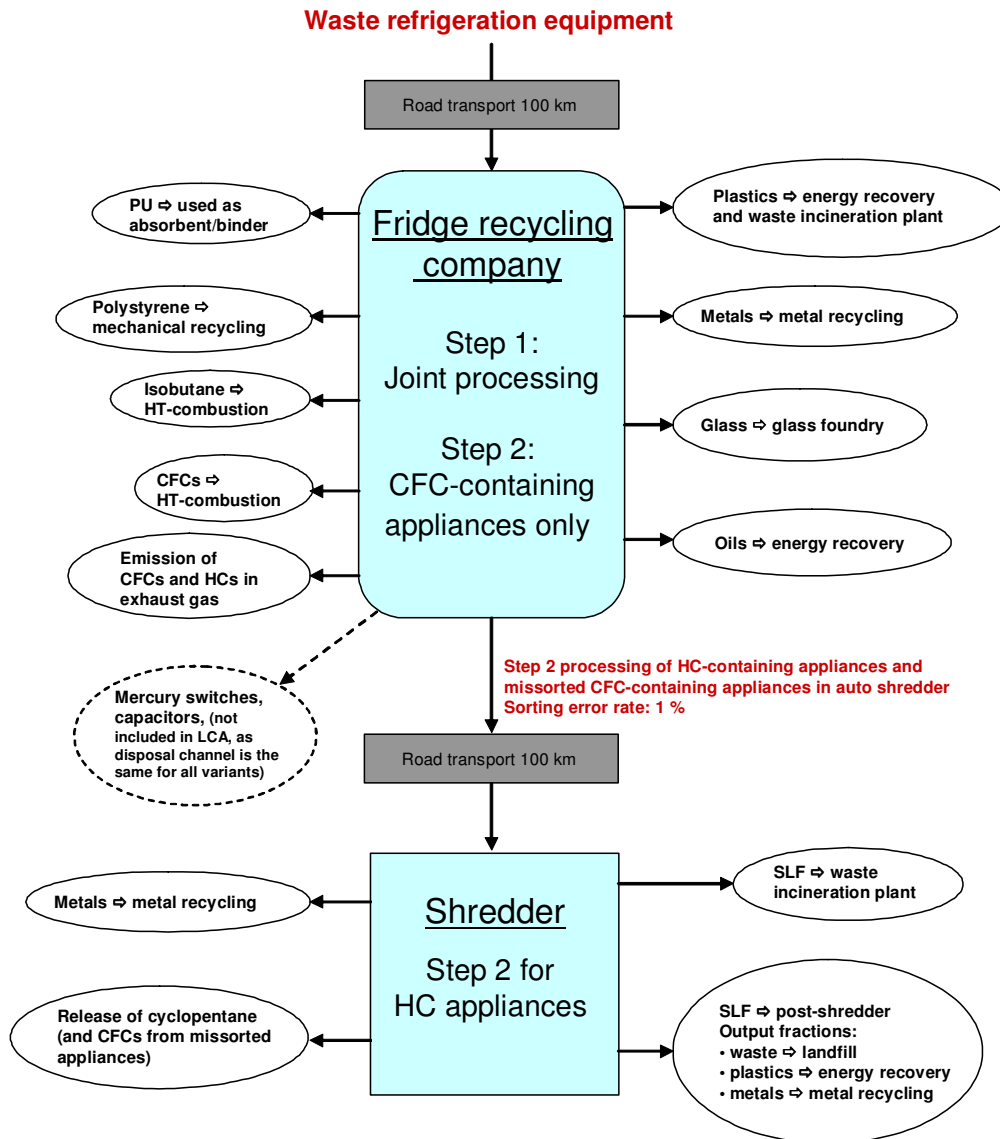 Waste refrigeration equipment
Road transport 100 km
PU ⇨ used as
absorbent/binder
Polystyrene ⇨
mechanical recycling
Isobutane ⇨
HT-combustion
CFCs ⇨
HT-combustion
Emission of
CFCs and HCs in
exhaust gas
Mercury switches,
capacitors, (not
included in LCA, as
disposal channel is the
same for all variants)
Fridge recycling
company
Step 1:
Joint processing
Step 2:
CFC-containing
appliances only
Plastics ⇨ energy recovery
and waste incineration plant
Metals ⇨ metal recycling
Glass ⇨ glass foundry
Oils ⇨ energy recovery
Step 2 processing of HC-containing appliances and
missorted CFC-containing appliances in auto shredder
Sorting error rate: 1 %
Road transport 100 km
Metals ⇨ metal recycling
Release of cyclopentane
(and CFCs from missorted
appliances)
Shredder
Step 2 for
HC appliances
SLF ⇨ waste
incineration plant
SLF ⇨ post-shredder
Output fractions:
• waste ⇨ landfill
• plastics ⇨ energy recovery
• metals ⇨ metal recycling